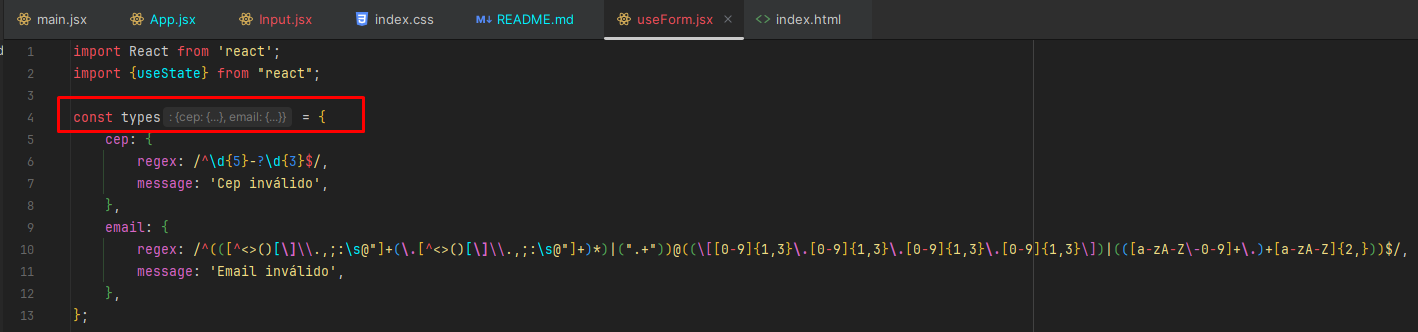 main.jsx App.jsx Input.jsx index.css M↓ README.md useForm.jsx × <> index.html
d
1 import React from 'react';
2 import {useState} from "react";
3
4 const types : {cep: {...}, email: {...}} = {
5 cep: {
6 regex: /^\d{5}-?\d{3}$/,
7 message: 'Cep inválido',
8 },
9 email: {
10 regex: /^(([^<>()[\]\\.,;:\s@"]+(\.[^<>()[\]\\.,;:\s@"]+)*)|(".+"))@((\[[0-9]{1,3}\.[0-9]{1,3}\.[0-9]{1,3}\.[0-9]{1,3}\])|(([a-zA-Z\-0-9]+\.)+[a-zA-Z]{2,}))$/,
11 message: 'Email inválido',
12 },
13 };